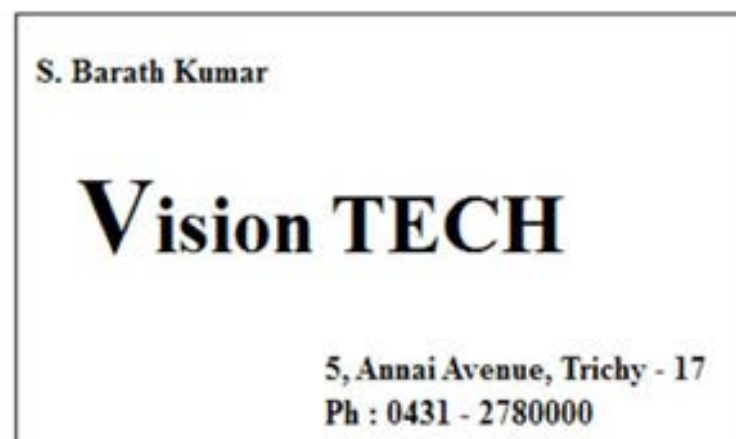 S. Barath Kumar
Vision TECH
5, Annai Avenue, Trichy - 17
Ph : 0431 - 2780000